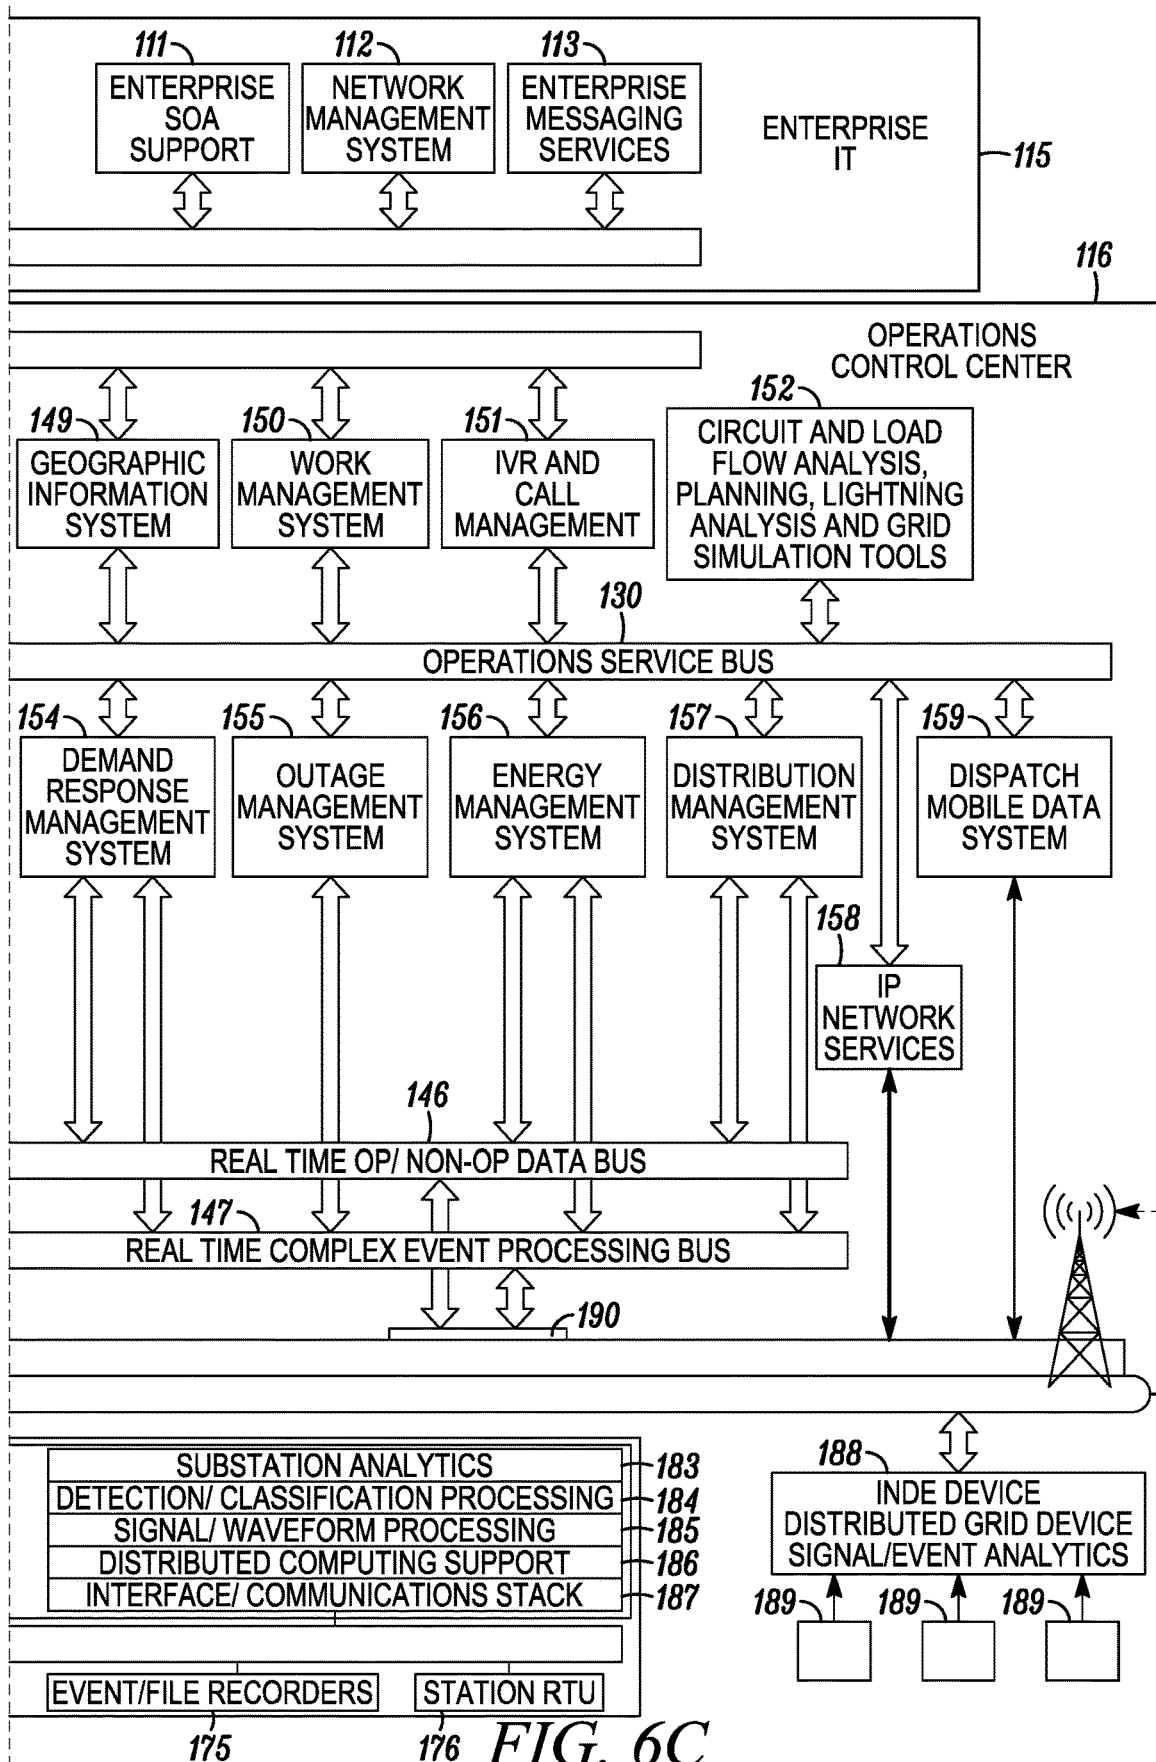 111
112
113
ENTERPRISE
SOA
SUPPORT
NETWORK
MANAGEMENT
SYSTEM
ENTERPRISE
MESSAGING
SERVICES
ENTERPRISE
IT
115
116
OPERATIONS
CONTROL CENTER
149
150
151
152
GEOGRAPHIC
INFORMATION
SYSTEM
WORK
MANAGEMENT
SYSTEM
IVR AND
CALL
MANAGEMENT
CIRCUIT AND LOAD
FLOW ANALYSIS,
PLANNING, LIGHTNING
ANALYSIS AND GRID
SIMULATION TOOLS
130
OPERATIONS SERVICE BUS
154
155
156
157
159
DEMAND
RESPONSE
MANAGEMENT
SYSTEM
OUTAGE
MANAGEMENT
SYSTEM
ENERGY
MANAGEMENT
SYSTEM
DISTRIBUTION
MANAGEMENT
SYSTEM
DISPATCH
MOBILE DATA
SYSTEM
158
IP
NETWORK
SERVICES
146
REAL TIME OP/ NON-OP DATA BUS
147
REAL TIME COMPLEX EVENT PROCESSING BUS
190
SUBSTATION ANALYTICS
183
DETECTION/ CLASSIFICATION PROCESSING
184
SIGNAL/ WAVEFORM PROCESSING
185
DISTRIBUTED COMPUTING SUPPORT
186
INTERFACE/ COMMUNICATIONS STACK
187
188
INDE DEVICE
DISTRIBUTED GRID DEVICE
SIGNAL/EVENT ANALYTICS
189
189
189
EVENT/FILE RECORDERS
STATION RTU
175
176
FIG. 6C